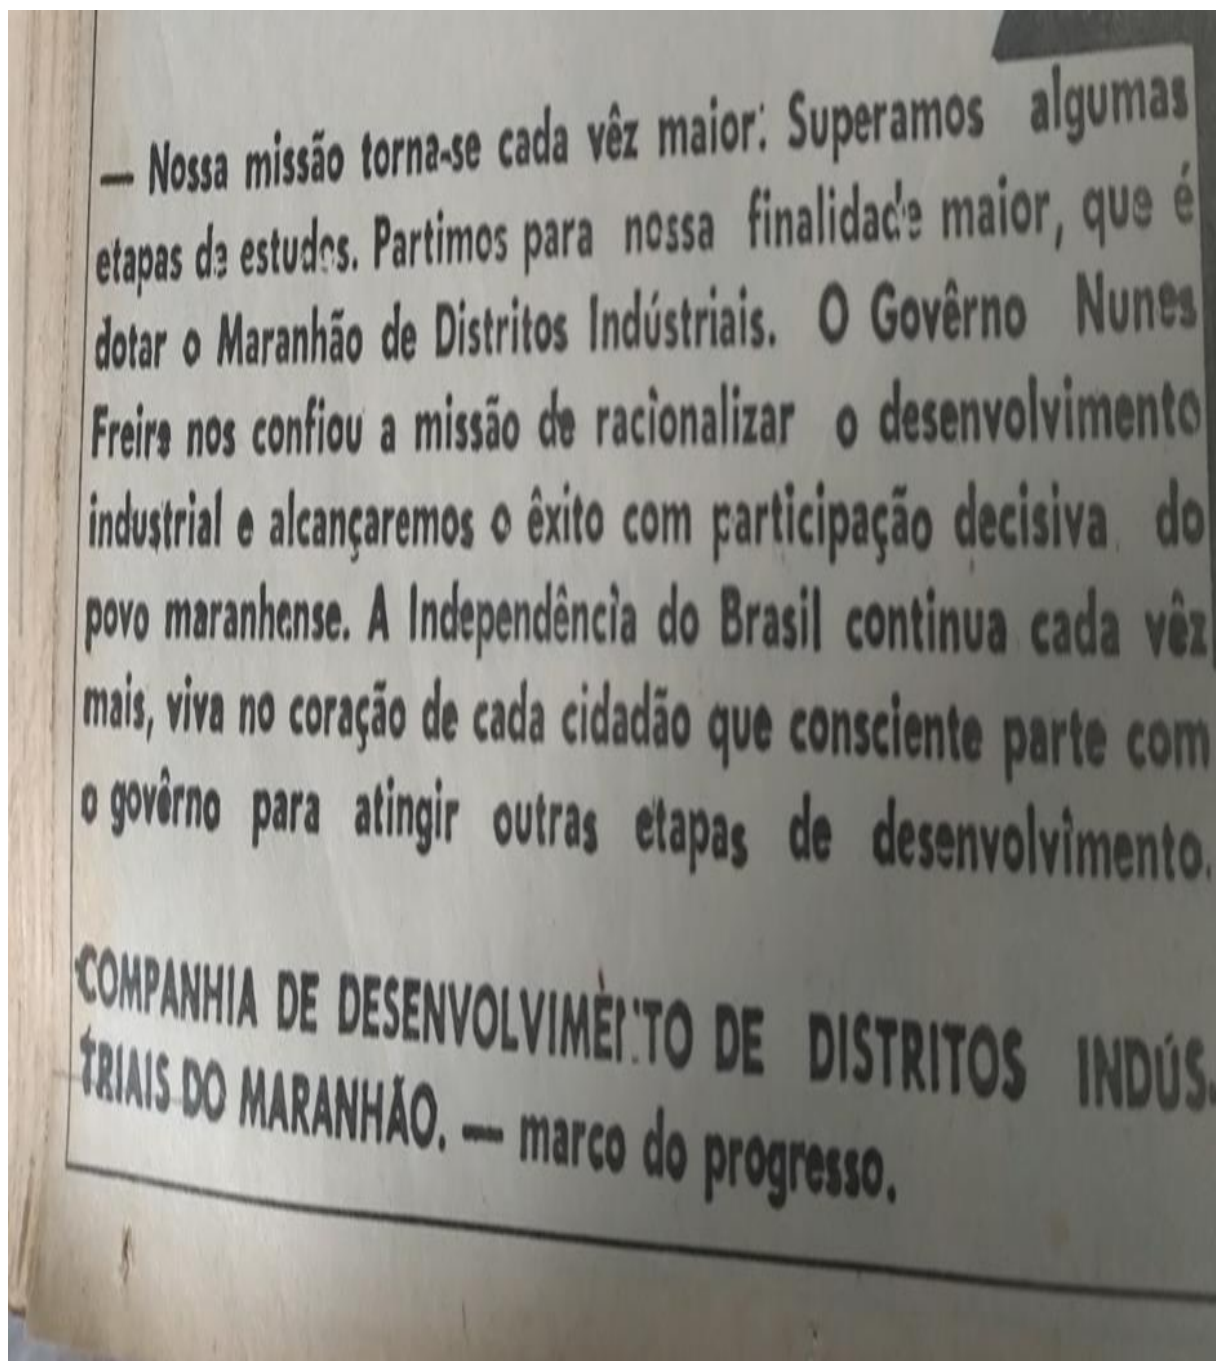 — Nossa missão torna-se cada vêz maior. Superamos algumas
etapas de estudos. Partimos para nossa finalidade maior, que é
dotar o Maranhão de Distritos Indústriais. O Govêrno Nunes
Freire nos confiou a missão de racionalizar o desenvolvimento
industrial e alcançaremos o êxito com participação decisiva do
povo maranhense. A Independência do Brasil continua cada vêz
mais, viva no coração de cada cidadão que consciente parte com
o govêrno para atingir outras etapas de desenvolvimento.
COMPANHIA DE DESENVOLVIMENTO DE DISTRITOS INDÚS-
TRIAIS DO MARANHÃO. — marco do progresso.